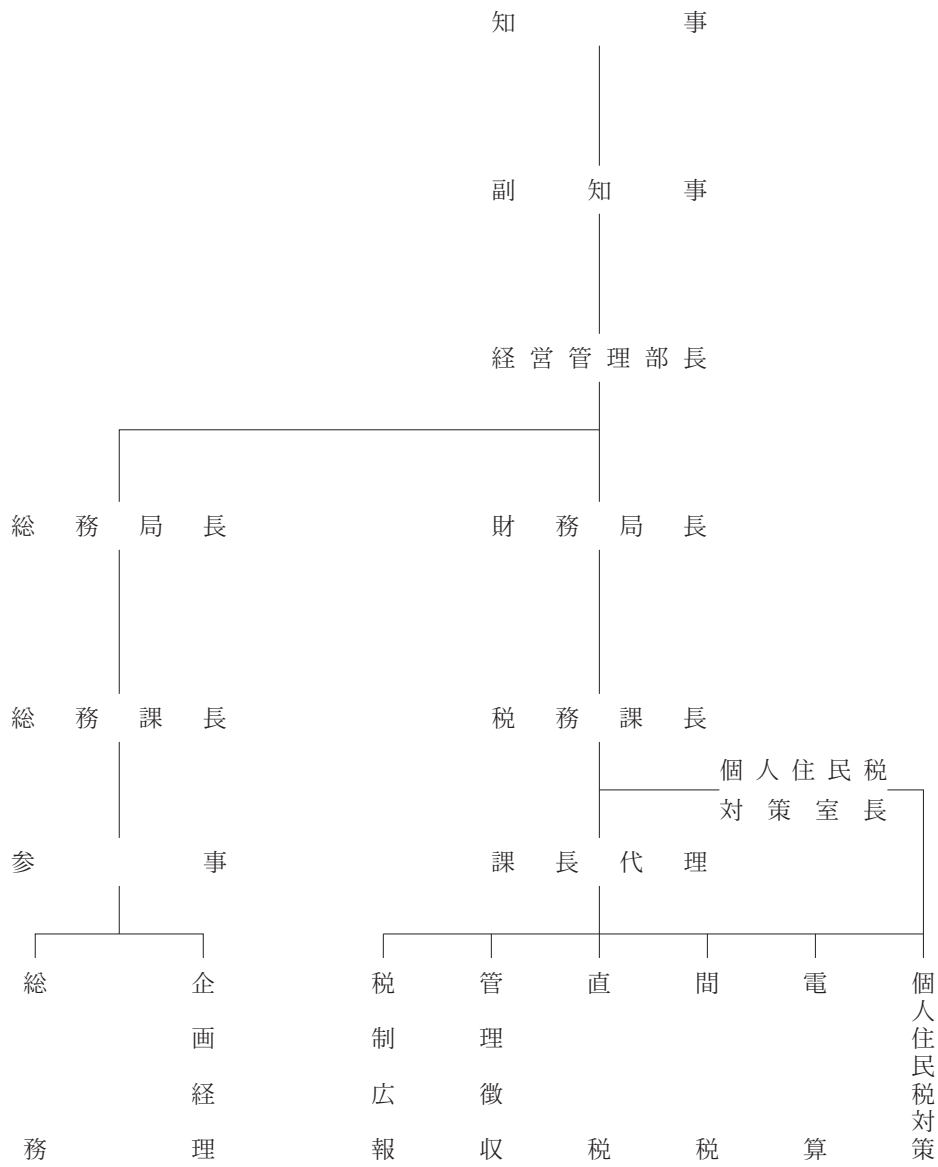 知事
副知事
経営管理部長
総務局長
財務局長
総務課長
税務課長
個人住民税
対策室長
参事
課長代理
総務
企画経理
税制広報
管理徴収
直税
間税
電算
個人住民税対策